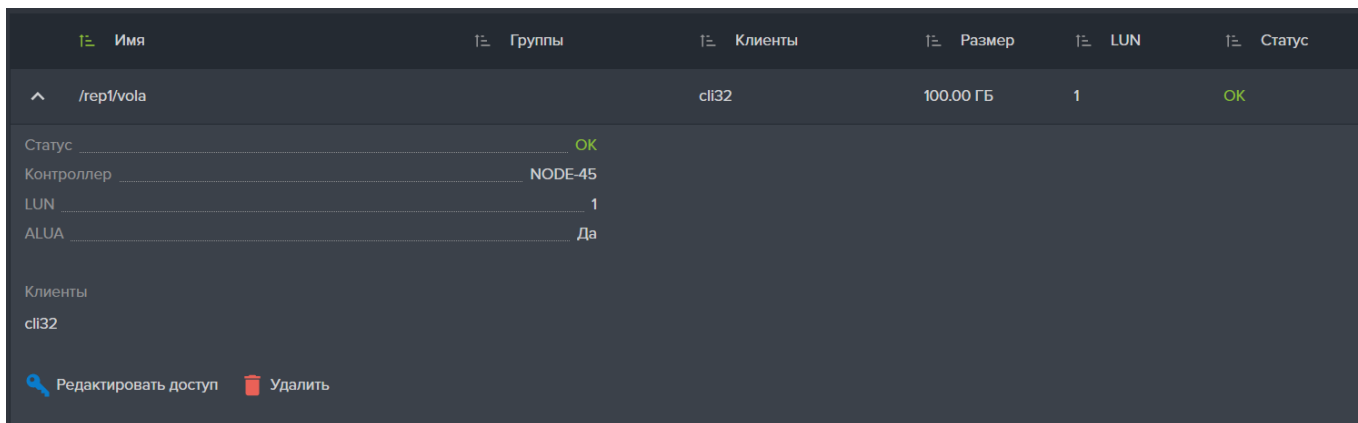 Имя Группы Клиенты Размер LUN Статус
/rep1/vola cli32 100.00 ГБ 1 OK
Статус OK
Контроллер NODE-45
LUN 1
ALUA Да
Клиенты
cli32
Редактировать доступ Удалить